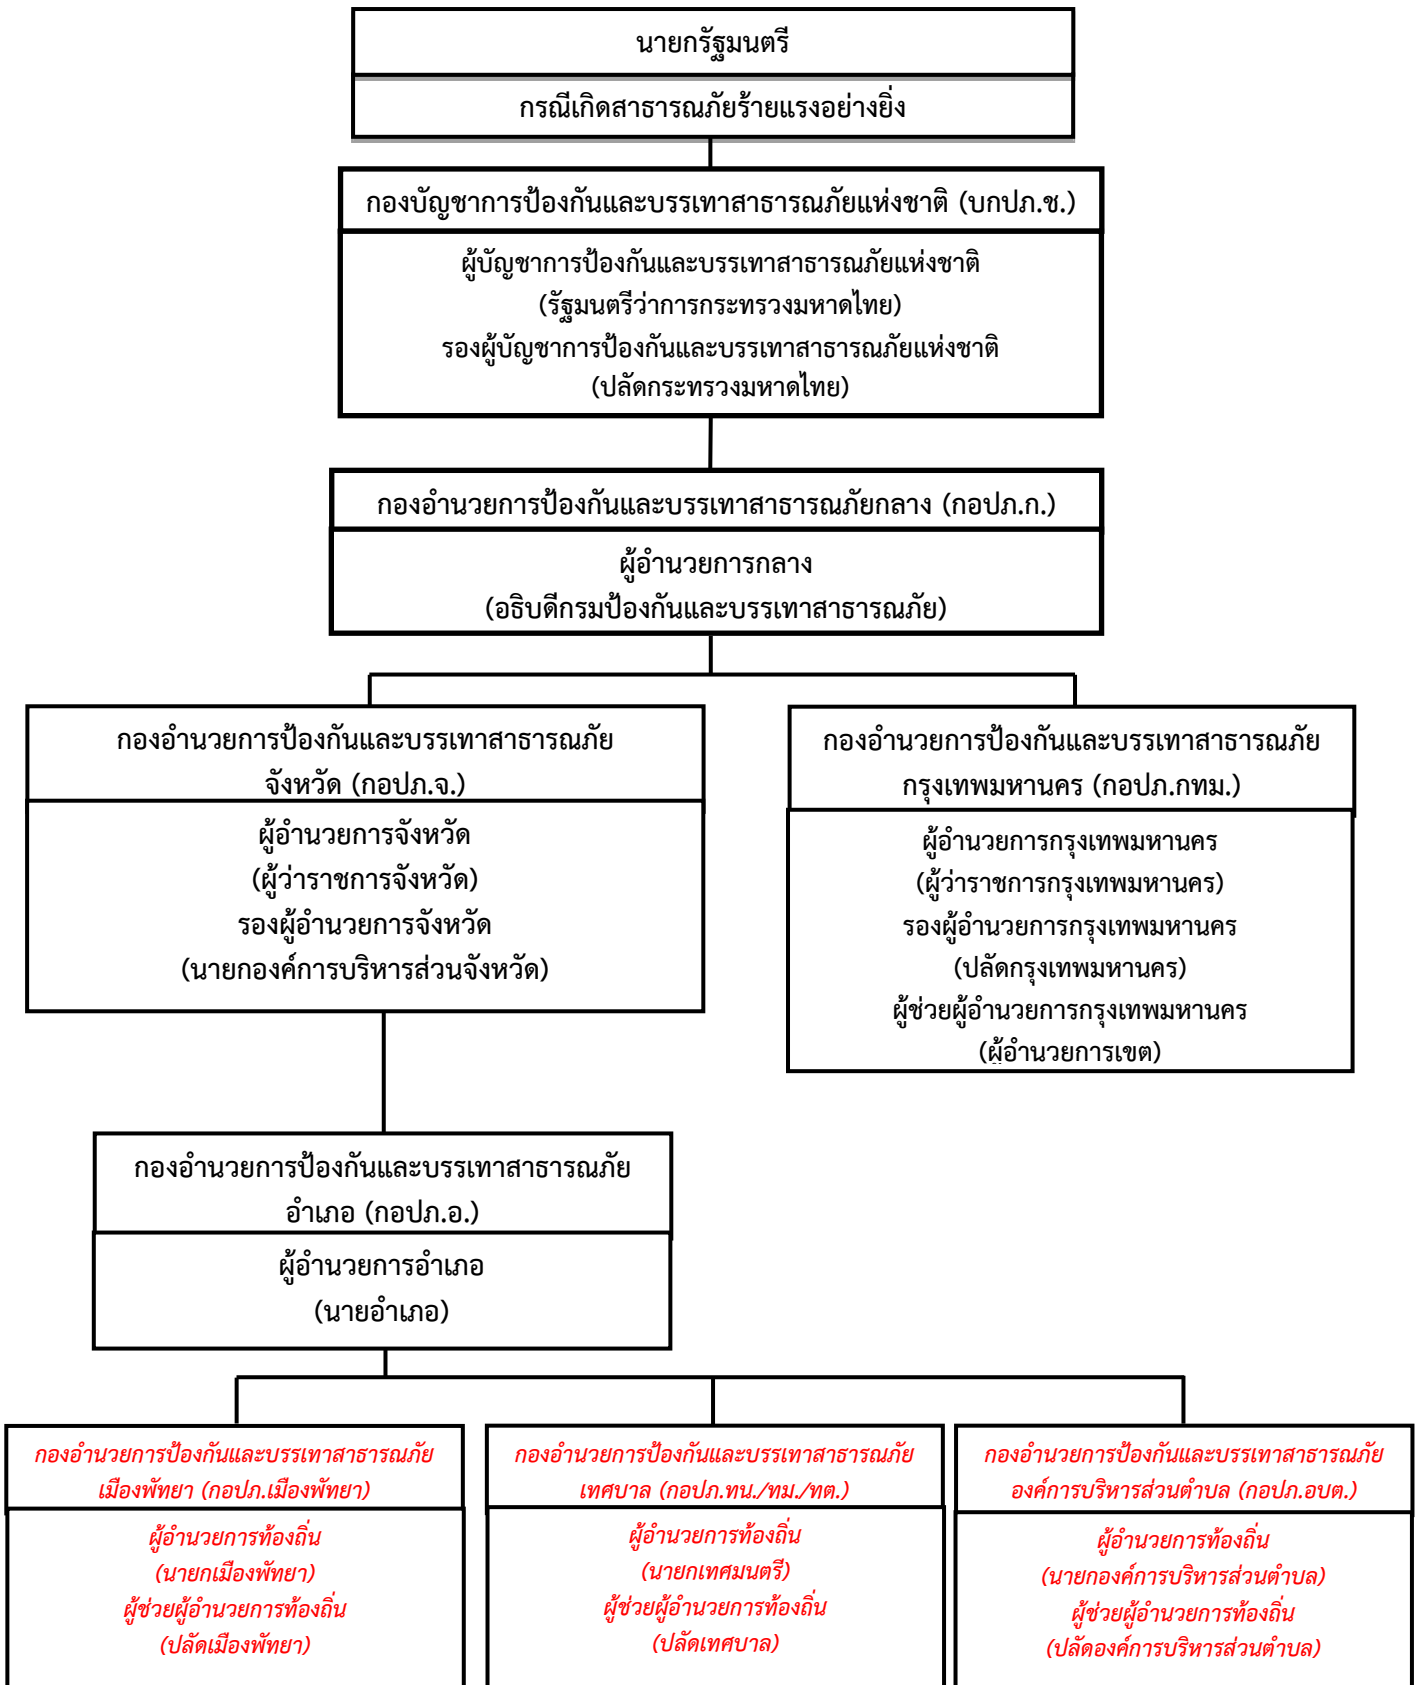 นายกรัฐมนตรี
กรณีเกิดสาธารณภัยร้ายแรงอย่างยิ่ง
กองบัญชาการป้องกันและบรรเทาสาธารณภัยแห่งชาติ (บกปภ.ช.)
ผู้บัญชาการป้องกันและบรรเทาสาธารณภัยแห่งชาติ
(รัฐมนตรีว่าการกระทรวงมหาดไทย)
รองผู้บัญชาการป้องกันและบรรเทาสาธารณภัยแห่งชาติ
(ปลัดกระทรวงมหาดไทย)
กองอำนวยการป้องกันและบรรเทาสาธารณภัยกลาง (กอปภ.ก.)
ผู้อำนวยการกลาง
(อธิบดีกรมป้องกันและบรรเทาสาธารณภัย)
กองอำนวยการป้องกันและบรรเทาสาธารณภัย
จังหวัด (กอปภ.จ.)
ผู้อำนวยการจังหวัด
(ผู้ว่าราชการจังหวัด)
รองผู้อำนวยการจังหวัด
(นายกองค์การบริหารส่วนจังหวัด)
กองอำนวยการป้องกันและบรรเทาสาธารณภัย
กรุงเทพมหานคร (กอปภ.กทม.)
ผู้อำนวยการกรุงเทพมหานคร
(ผู้ว่าราชการกรุงเทพมหานคร)
รองผู้อำนวยการกรุงเทพมหานคร
(ปลัดกรุงเทพมหานคร)
ผู้ช่วยผู้อำนวยการกรุงเทพมหานคร
(ผู้อำนวยการเขต)
กองอำนวยการป้องกันและบรรเทาสาธารณภัย
อำเภอ (กอปภ.อ.)
ผู้อำนวยการอำเภอ
(นายอำเภอ)
กองอำนวยการป้องกันและบรรเทาสาธารณภัย
เมืองพัทยา (กอปภ.เมืองพัทยา)
ผู้อำนวยการท้องถิ่น
(นายกเมืองพัทยา)
ผู้ช่วยผู้อำนวยการท้องถิ่น
(ปลัดเมืองพัทยา)
กองอำนวยการป้องกันและบรรเทาสาธารณภัย
เทศบาล (กอปภ.ทน./ทม./ทต.)
ผู้อำนวยการท้องถิ่น
(นายกเทศมนตรี)
ผู้ช่วยผู้อำนวยการท้องถิ่น
(ปลัดเทศบาล)
กองอำนวยการป้องกันและบรรเทาสาธารณภัย
องค์การบริหารส่วนตำบล (กอปภ.อบต.)
ผู้อำนวยการท้องถิ่น
(นายกองค์การบริหารส่วนตำบล)
ผู้ช่วยผู้อำนวยการท้องถิ่น
(ปลัดองค์การบริหารส่วนตำบล)